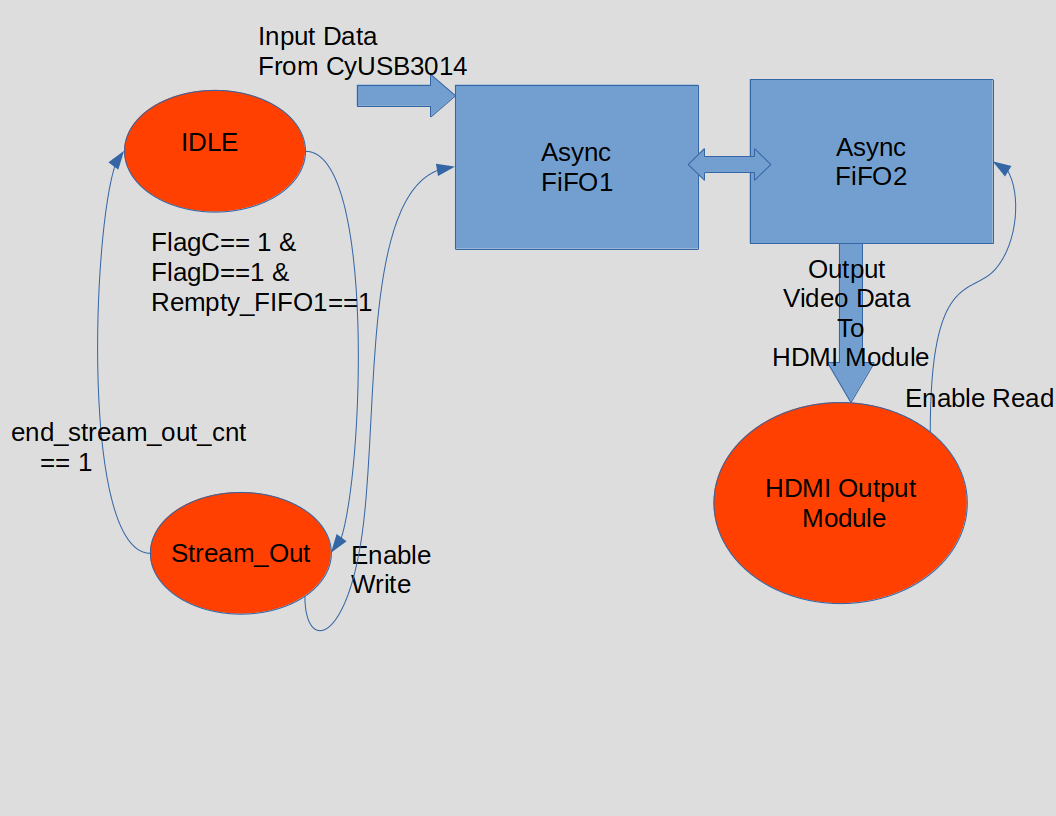 Input Data
From CyUSB3014
IDLE
Async
FiFO1
Async
FiFO2
FlagC== 1 &
FlagD==1 &
Rempty_FIFO1==1
Output
Video Data
To
HDMI Module
Enable Read
end_stream_out_cnt
== 1
HDMI Output
Module
Stream_Out
Enable
Write